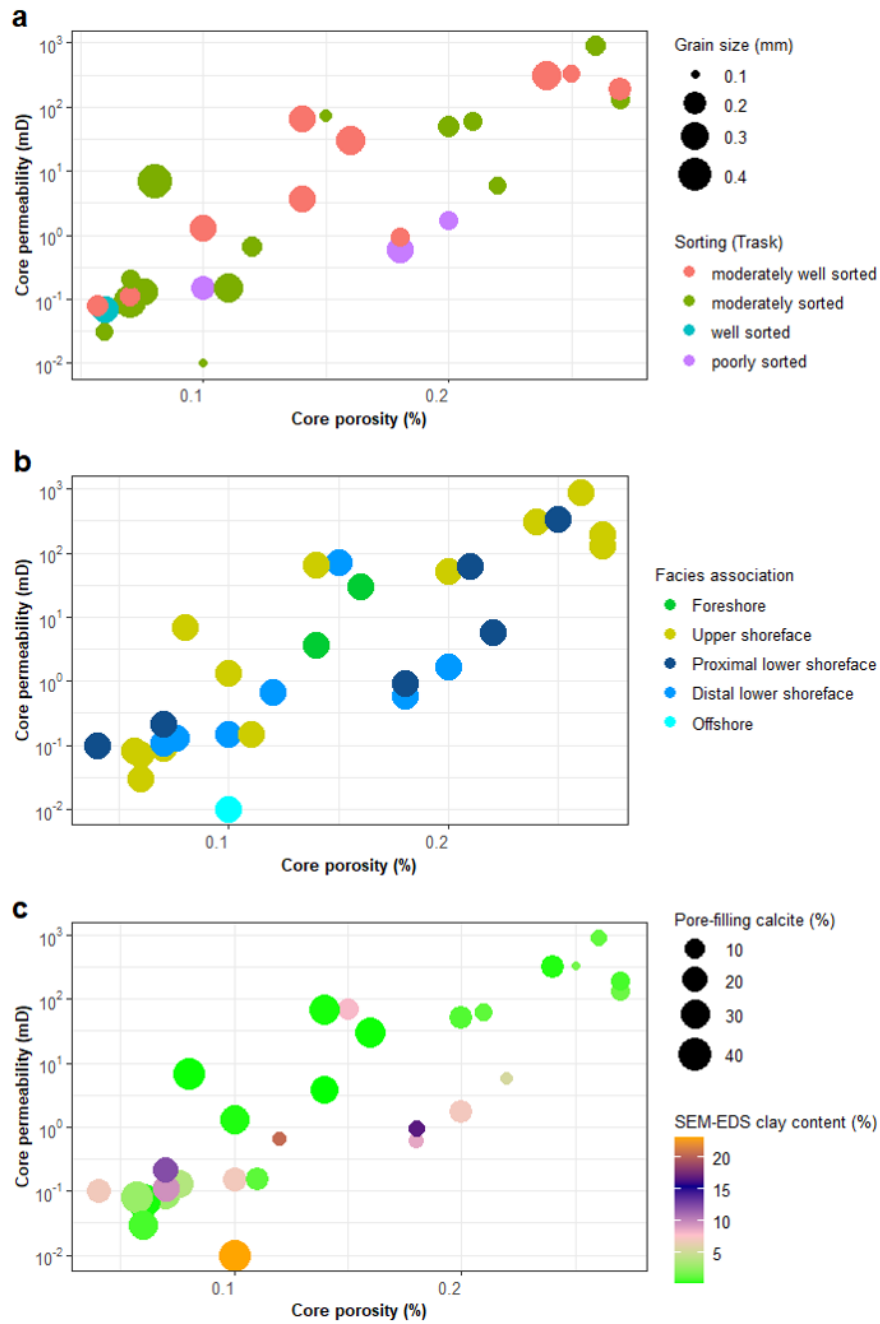 a
Core permeability (mD)
10³
10²
10¹
10⁰
10⁻¹
10⁻²
0.1
0.2
Core porosity (%)
Grain size (mm)
0.1
0.2
0.3
0.4
Sorting (Trask)
moderately well sorted
moderately sorted
well sorted
poorly sorted
b
Core permeability (mD)
10³
10²
10¹
10⁰
10⁻¹
10⁻²
0.1
0.2
Core porosity (%)
Facies association
Foreshore
Upper shoreface
Proximal lower shoreface
Distal lower shoreface
Offshore
c
Core permeability (mD)
10³
10²
10¹
10⁰
10⁻¹
10⁻²
0.1
0.2
Core porosity (%)
Pore-filling calcite (%)
10
20
30
40
SEM-EDS clay content (%)
20
15
10
5